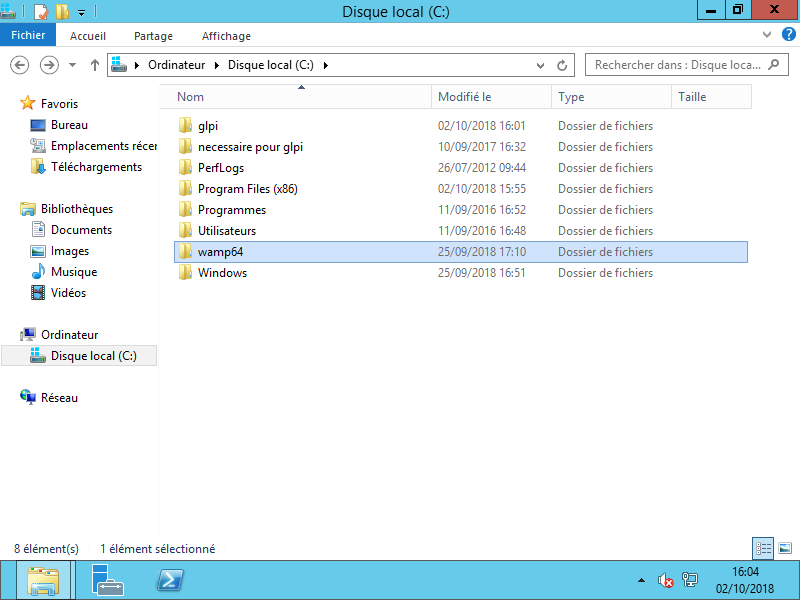 Disque local (C:)
Fichier Accueil Partage Affichage
Ordinateur Disque local (C:) Rechercher dans : Disque loca...
Nom Modifié le Type Taille
Favoris
Bureau
Emplacements récer
Téléchargements
Bibliothèques
Documents
Images
Musique
Vidéos
Ordinateur
Disque local (C:)
Réseau
glpi 02/10/2018 16:01 Dossier de fichiers
necessaire pour glpi 10/09/2017 16:32 Dossier de fichiers
PerfLogs 26/07/2012 09:44 Dossier de fichiers
Program Files (x86) 02/10/2018 15:55 Dossier de fichiers
Programmes 11/09/2016 16:52 Dossier de fichiers
Utilisateurs 11/09/2016 16:48 Dossier de fichiers
wamp64 25/09/2018 17:10 Dossier de fichiers
Windows 25/09/2018 16:51 Dossier de fichiers
8 élément(s) 1 élément sélectionné
16:04
02/10/2018